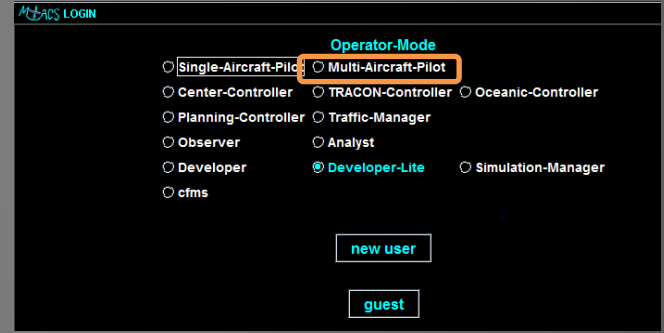 MACS LOGIN
Operator-Mode
Single-Aircraft-Pilot Multi-Aircraft-Pilot
Center-Controller TRACON-Controller Oceanic-Controller
Planning-Controller Traffic-Manager
Observer Analyst
Developer Developer-Lite Simulation-Manager
cfms
new user
guest